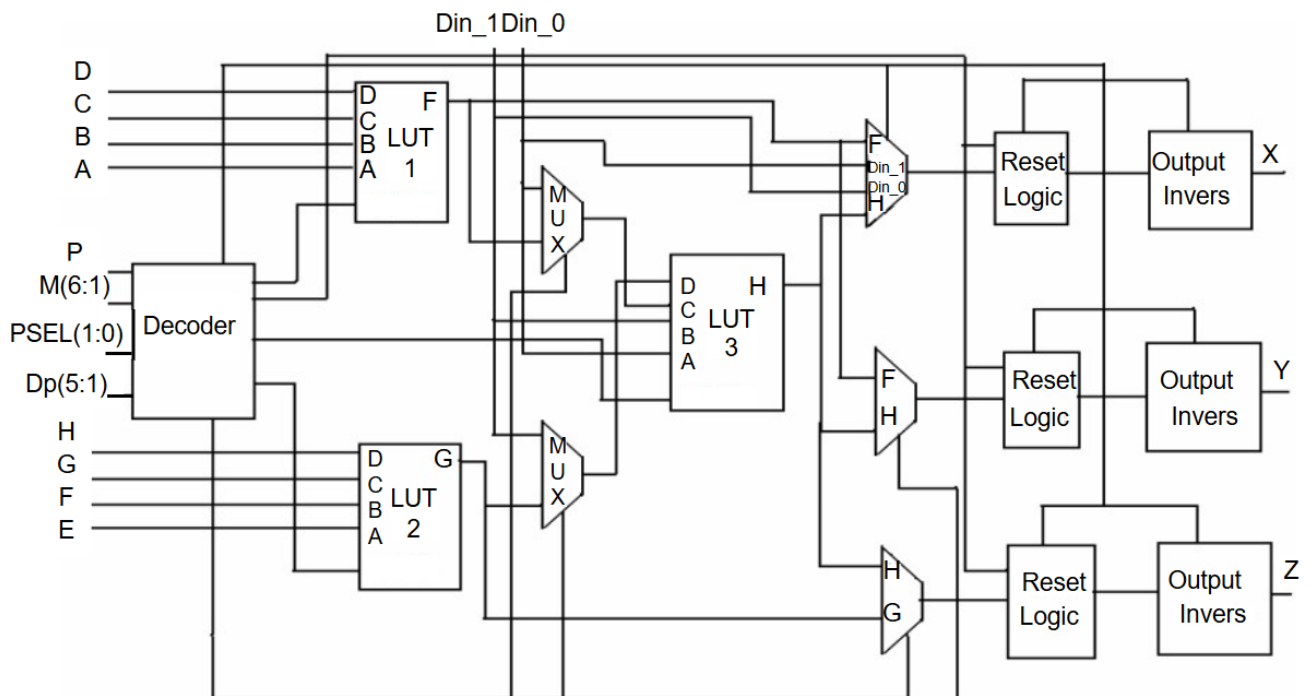 Din_1Din_0
D
C
B
A
D
C
B
A
F
LUT
1
M
U
X
F
Din_1
Din_0
H
Reset
Logic
Output
Invers
X
P
M(6:1)
PSEL(1:0)
Dp(5:1)
Decoder
D
C
B
A
H
LUT
3
F
H
Reset
Logic
Output
Invers
Y
H
G
F
E
D
C
B
A
G
LUT
2
M
U
X
H
G
Reset
Logic
Output
Invers
Z